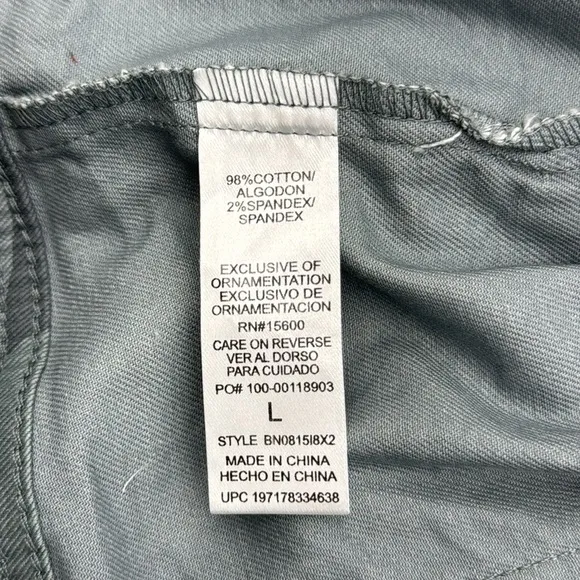 98%COTTON/
ALGODON
2%SPANDEX/
SPANDEX
EXCLUSIVE OF
ORNAMENTATION
EXCLUSIVO DE
ORNAMENTACION
RN#15600
CARE ON REVERSE
VER AL DORSO
PARA CUIDADO
PO# 100-00118903
L
STYLE BN0815I8X2
MADE IN CHINA
HECHO EN CHINA
UPC 197178334638